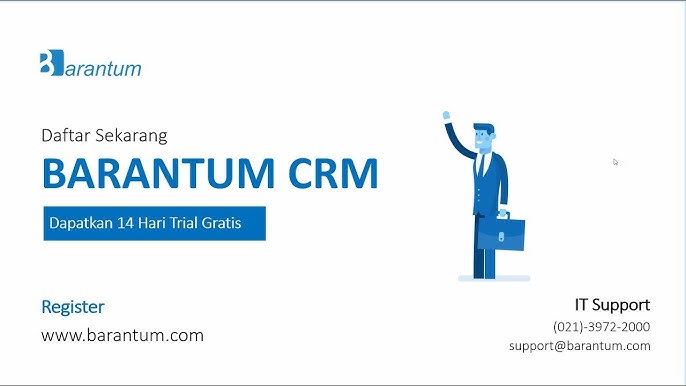 Barantum
Daftar Sekarang
BARANTUM CRM
Dapatkan 14 Hari Trial Gratis
Register
www.barantum.com
IT Support
(021)-3972-2000
support@barantum.com